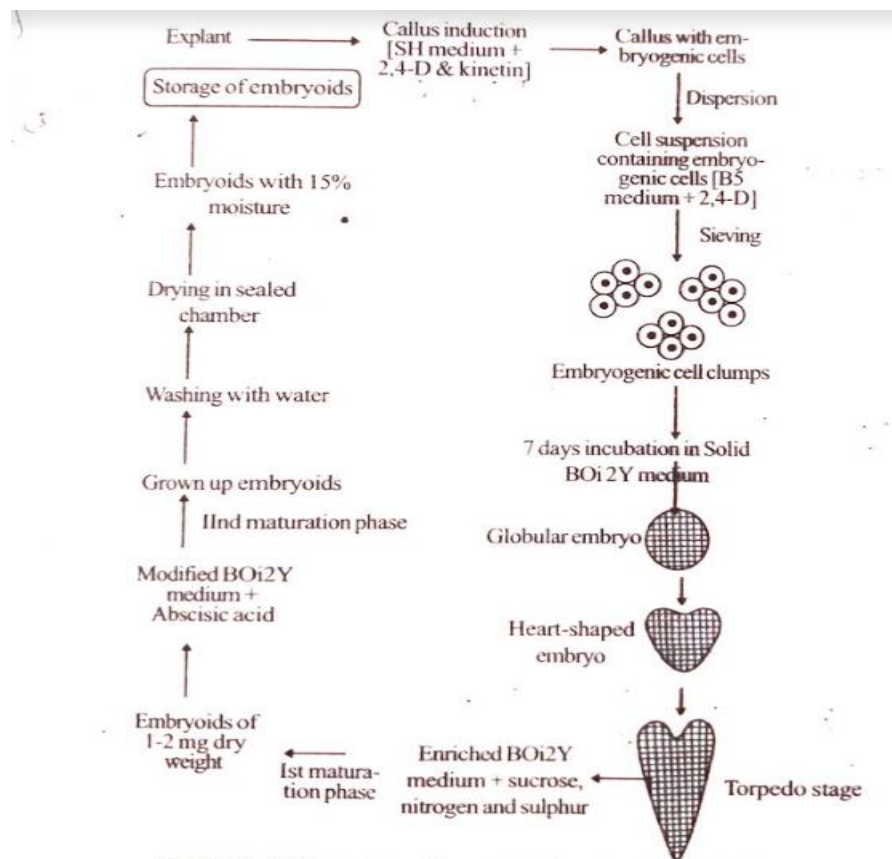 Explant
Callus induction
[SH medium +
2,4-D & kinetin]
Callus with em-
bryogenic cells
Dispersion
Cell suspension
containing embryo-
genic cells [B5
medium + 2,4-D]
Sieving
Embryogenic cell clumps
7 days incubation in Solid
BOi 2Y medium
Globular embryo
Heart-shaped
embryo
Torpedo stage
Enriched BOi2Y
medium + sucrose,
nitrogen and sulphur
Ist matura-
tion phase
Embryoids of
1-2 mg dry
weight
Modified BOi2Y
medium +
Abscisic acid
IInd maturation phase
Grown up embryoids
Washing with water
Drying in sealed
chamber
Embryoids with 15%
moisture
Storage of embryoids